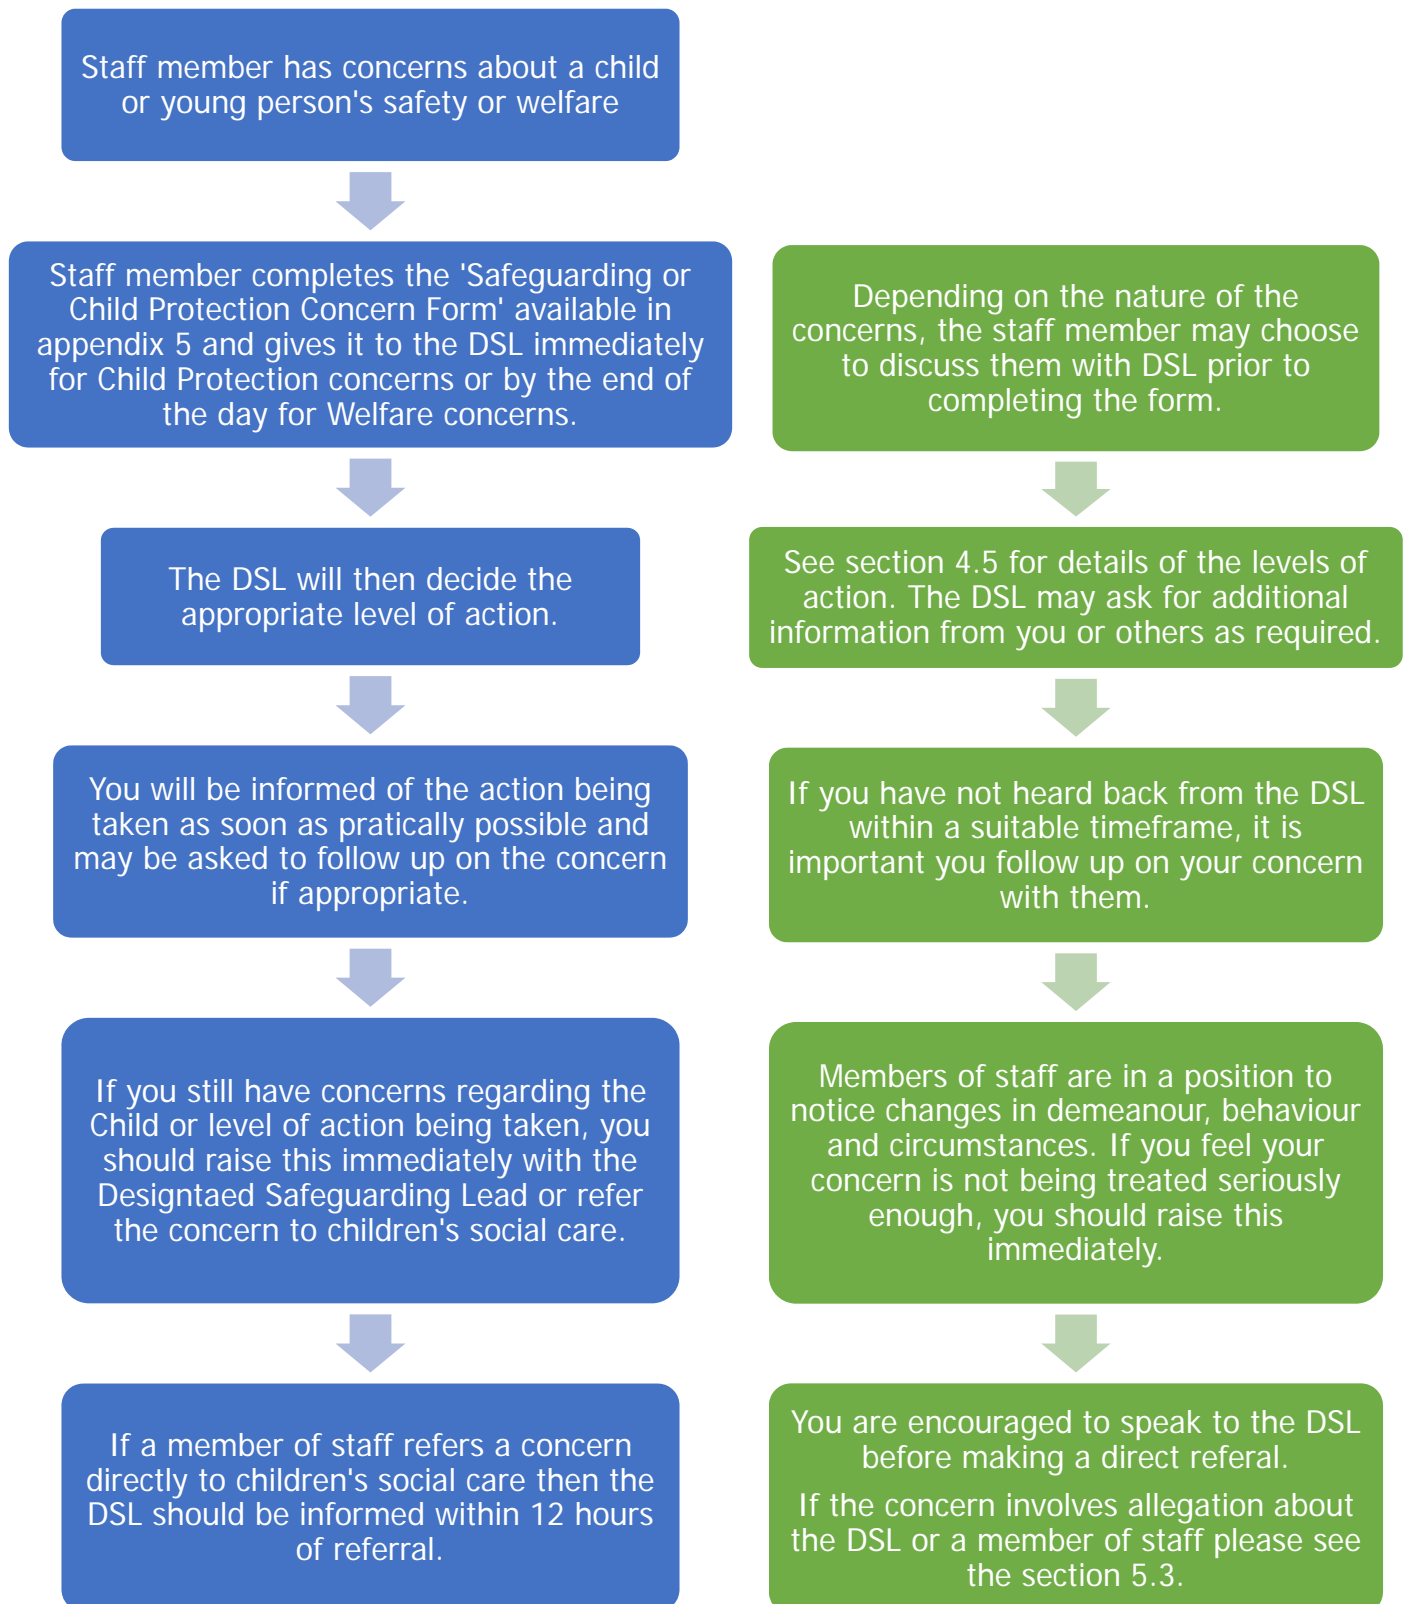 Staff member has concerns about a child
or young person's safety or welfare
Staff member completes the 'Safeguarding or
Child Protection Concern Form' available in
appendix 5 and gives it to the DSL immediately
for Child Protection concerns or by the end of
the day for Welfare concerns.
Depending on the nature of the
concerns, the staff member may choose
to discuss them with DSL prior to
completing the form.
The DSL will then decide the
appropriate level of action.
See section 4.5 for details of the levels of
action. The DSL may ask for additional
information from you or others as required.
You will be informed of the action being
taken as soon as pratically possible and
may be asked to follow up on the concern
if appropriate.
If you have not heard back from the DSL
within a suitable timeframe, it is
important you follow up on your concern
with them.
If you still have concerns regarding the
Child or level of action being taken, you
should raise this immediately with the
Designtaed Safeguarding Lead or refer
the concern to children's social care.
Members of staff are in a position to
notice changes in demeanour, behaviour
and circumstances. If you feel your
concern is not being treated seriously
enough, you should raise this
immediately.
If a member of staff refers a concern
directly to children's social care then the
DSL should be informed within 12 hours
of referral.
You are encouraged to speak to the DSL
before making a direct referral.
If the concern involves allegation about
the DSL or a member of staff please see
the section 5.3.